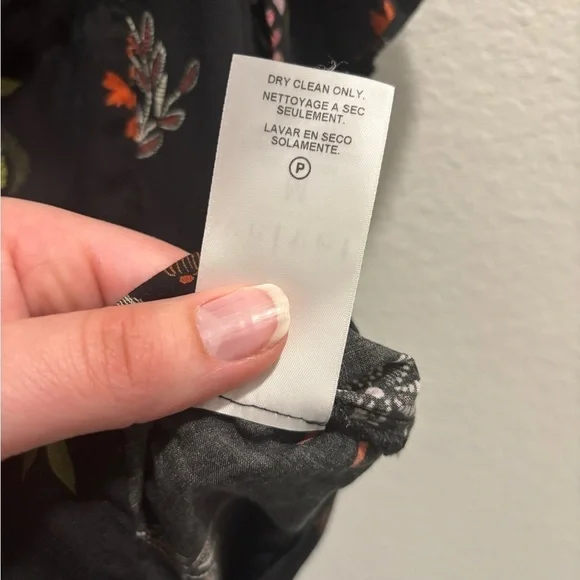 DRY CLEAN ONLY.
NETTOYAGE A SEC
SEULEMENT.
LAVAR EN SECO
SOLAMENTE.
P